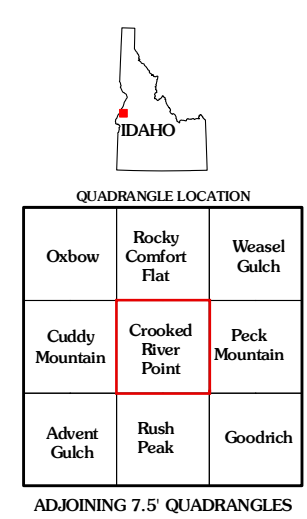 IDAHO
QUADRANGLE LOCATION
Oxbow
Rocky
Comfort
Flat
Weasel
Gulch
Cuddy
Mountain
Crooked
River
Point
Peck
Mountain
Advent
Gulch
Rush
Peak
Goodrich
ADJOINING 7.5' QUADRANGLES